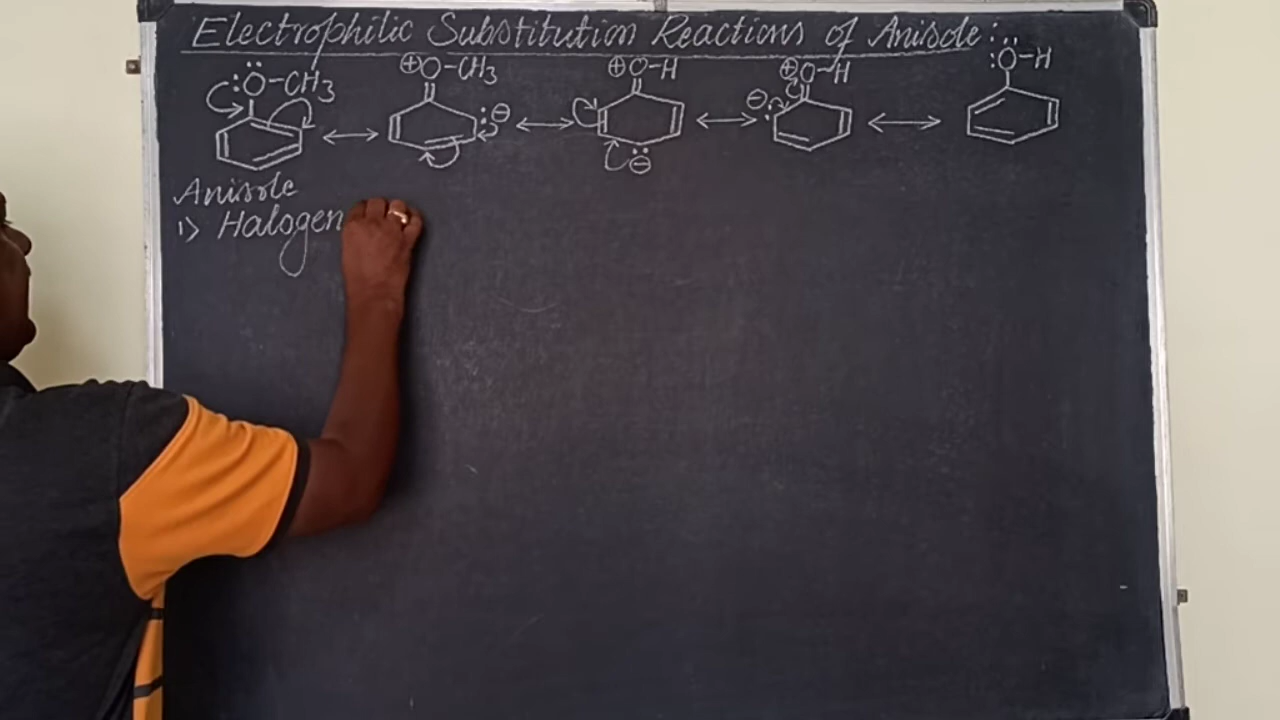 Electrophilic Substitution Reactions of Anisole:
:Ö-CH3 ⊕Ö-CH3 ⊕Ö-H ⊕Ö-H :Ö-H
:⊖ ⊖: :⊖
Anisole
1) Halogen